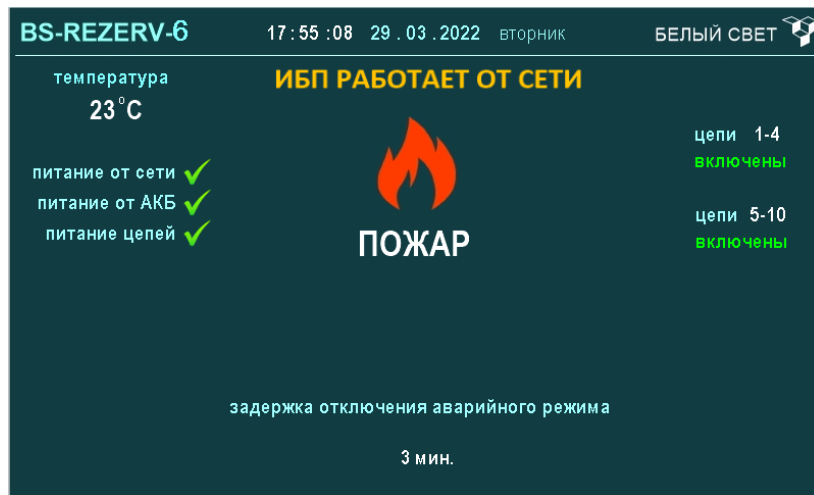 BS-REZERV-6 17:55:08 29.03.2022 вторник БЕЛЫЙ СВЕТ
температура
23°C
ИБП РАБОТАЕТ ОТ СЕТИ
питание от сети
питание от АКБ
питание цепей
ПОЖАР
цепи 1-4
включены
цепи 5-10
включены
задержка отключения аварийного режима
3 мин.